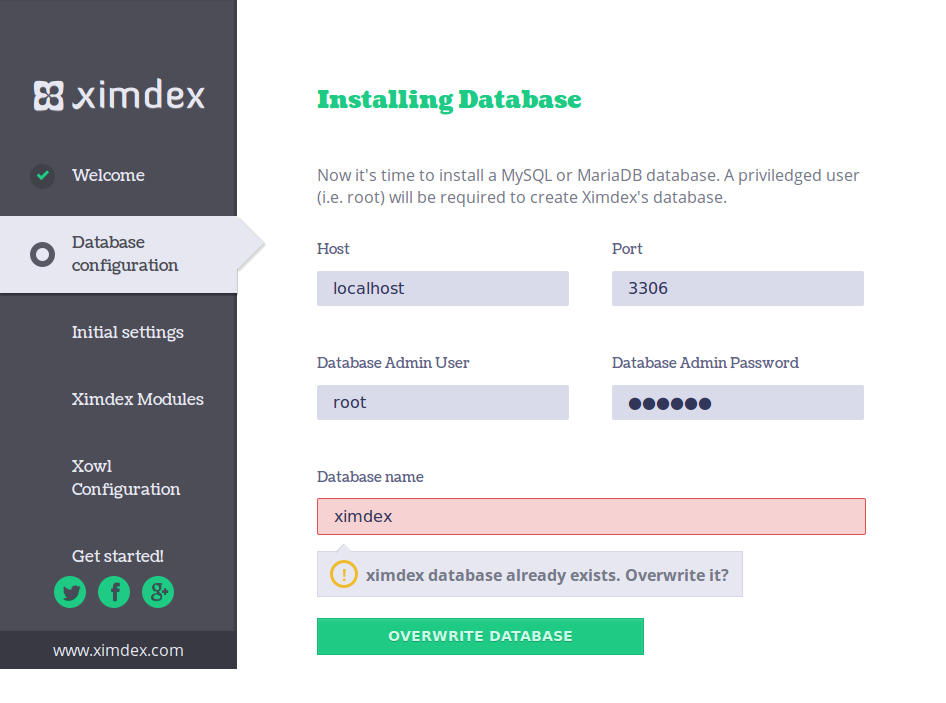 ximdex
Welcome
Database
configuration
Initial settings
Ximdex Modules
Xowl
Configuration
Get started!
www.ximdex.com
Installing Database
Now it's time to install a MySQL or MariaDB database. A priviledged user
(i.e. root) will be required to create Ximdex's database.
Host
Port
localhost
3306
Database Admin User
Database Admin Password
root
●●●●●●
Database name
ximdex
! ximdex database already exists. Overwrite it?
OVERWRITE DATABASE